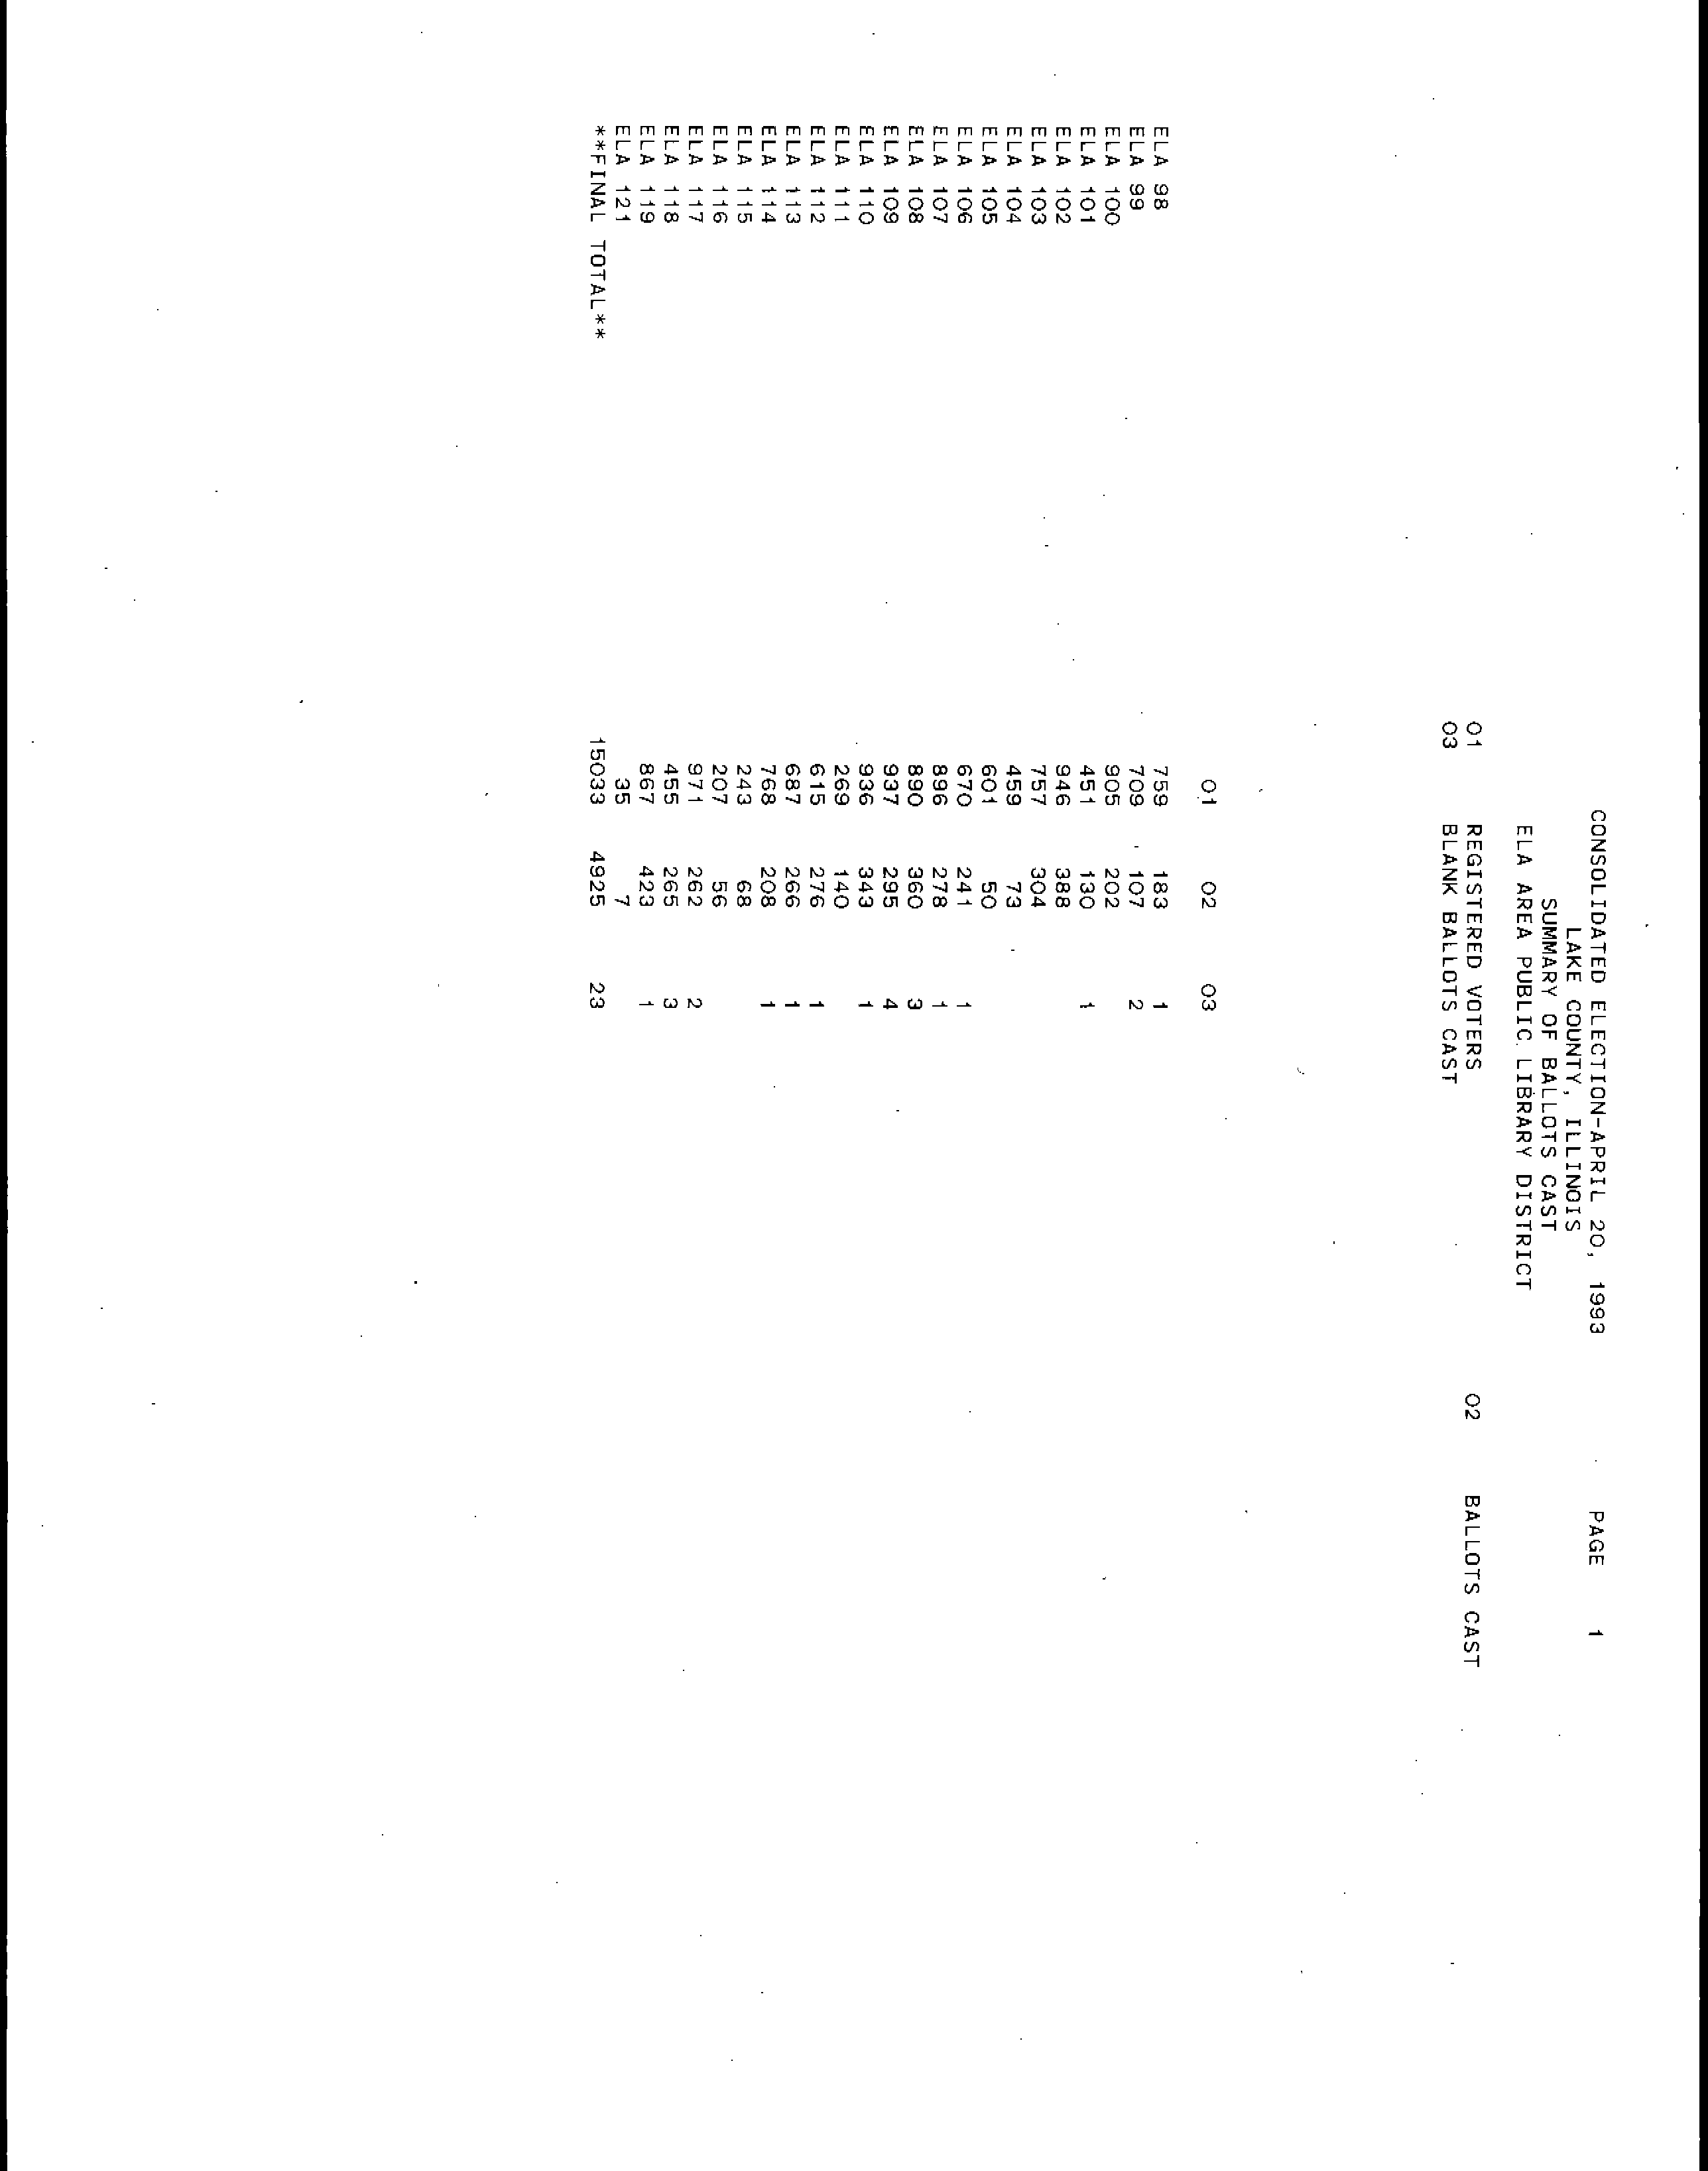 CONSOLIDATED ELECTION-APRIL 20, 1993 PAGE 1
LAKE COUNTY, ILLINOIS
SUMMARY OF BALLOTS CAST
ELA AREA PUBLIC LIBRARY DISTRICT
01 REGISTERED VOTERS 02 BALLOTS CAST
03 BLANK BALLOTS CAST
01 02 03
ELA 98 759 183 1
ELA 99 709 107 2
ELA 100 905 202
ELA 101 451 130 1
ELA 102 946 388
ELA 103 757 304
ELA 104 459 73
ELA 105 601 50
ELA 106 670 241 1
ELA 107 896 278 1
ELA 108 890 360 3
ELA 109 937 295 4
ELA 110 936 343 1
ELA 111 269 140
ELA 112 615 276 1
ELA 113 687 266 1
ELA 114 768 208 1
ELA 115 243 68
ELA 116 207 56
ELA 117 971 262 2
ELA 118 455 265 3
ELA 119 867 423 1
ELA 121 35 7
**FINAL TOTAL** 15033 4925 23